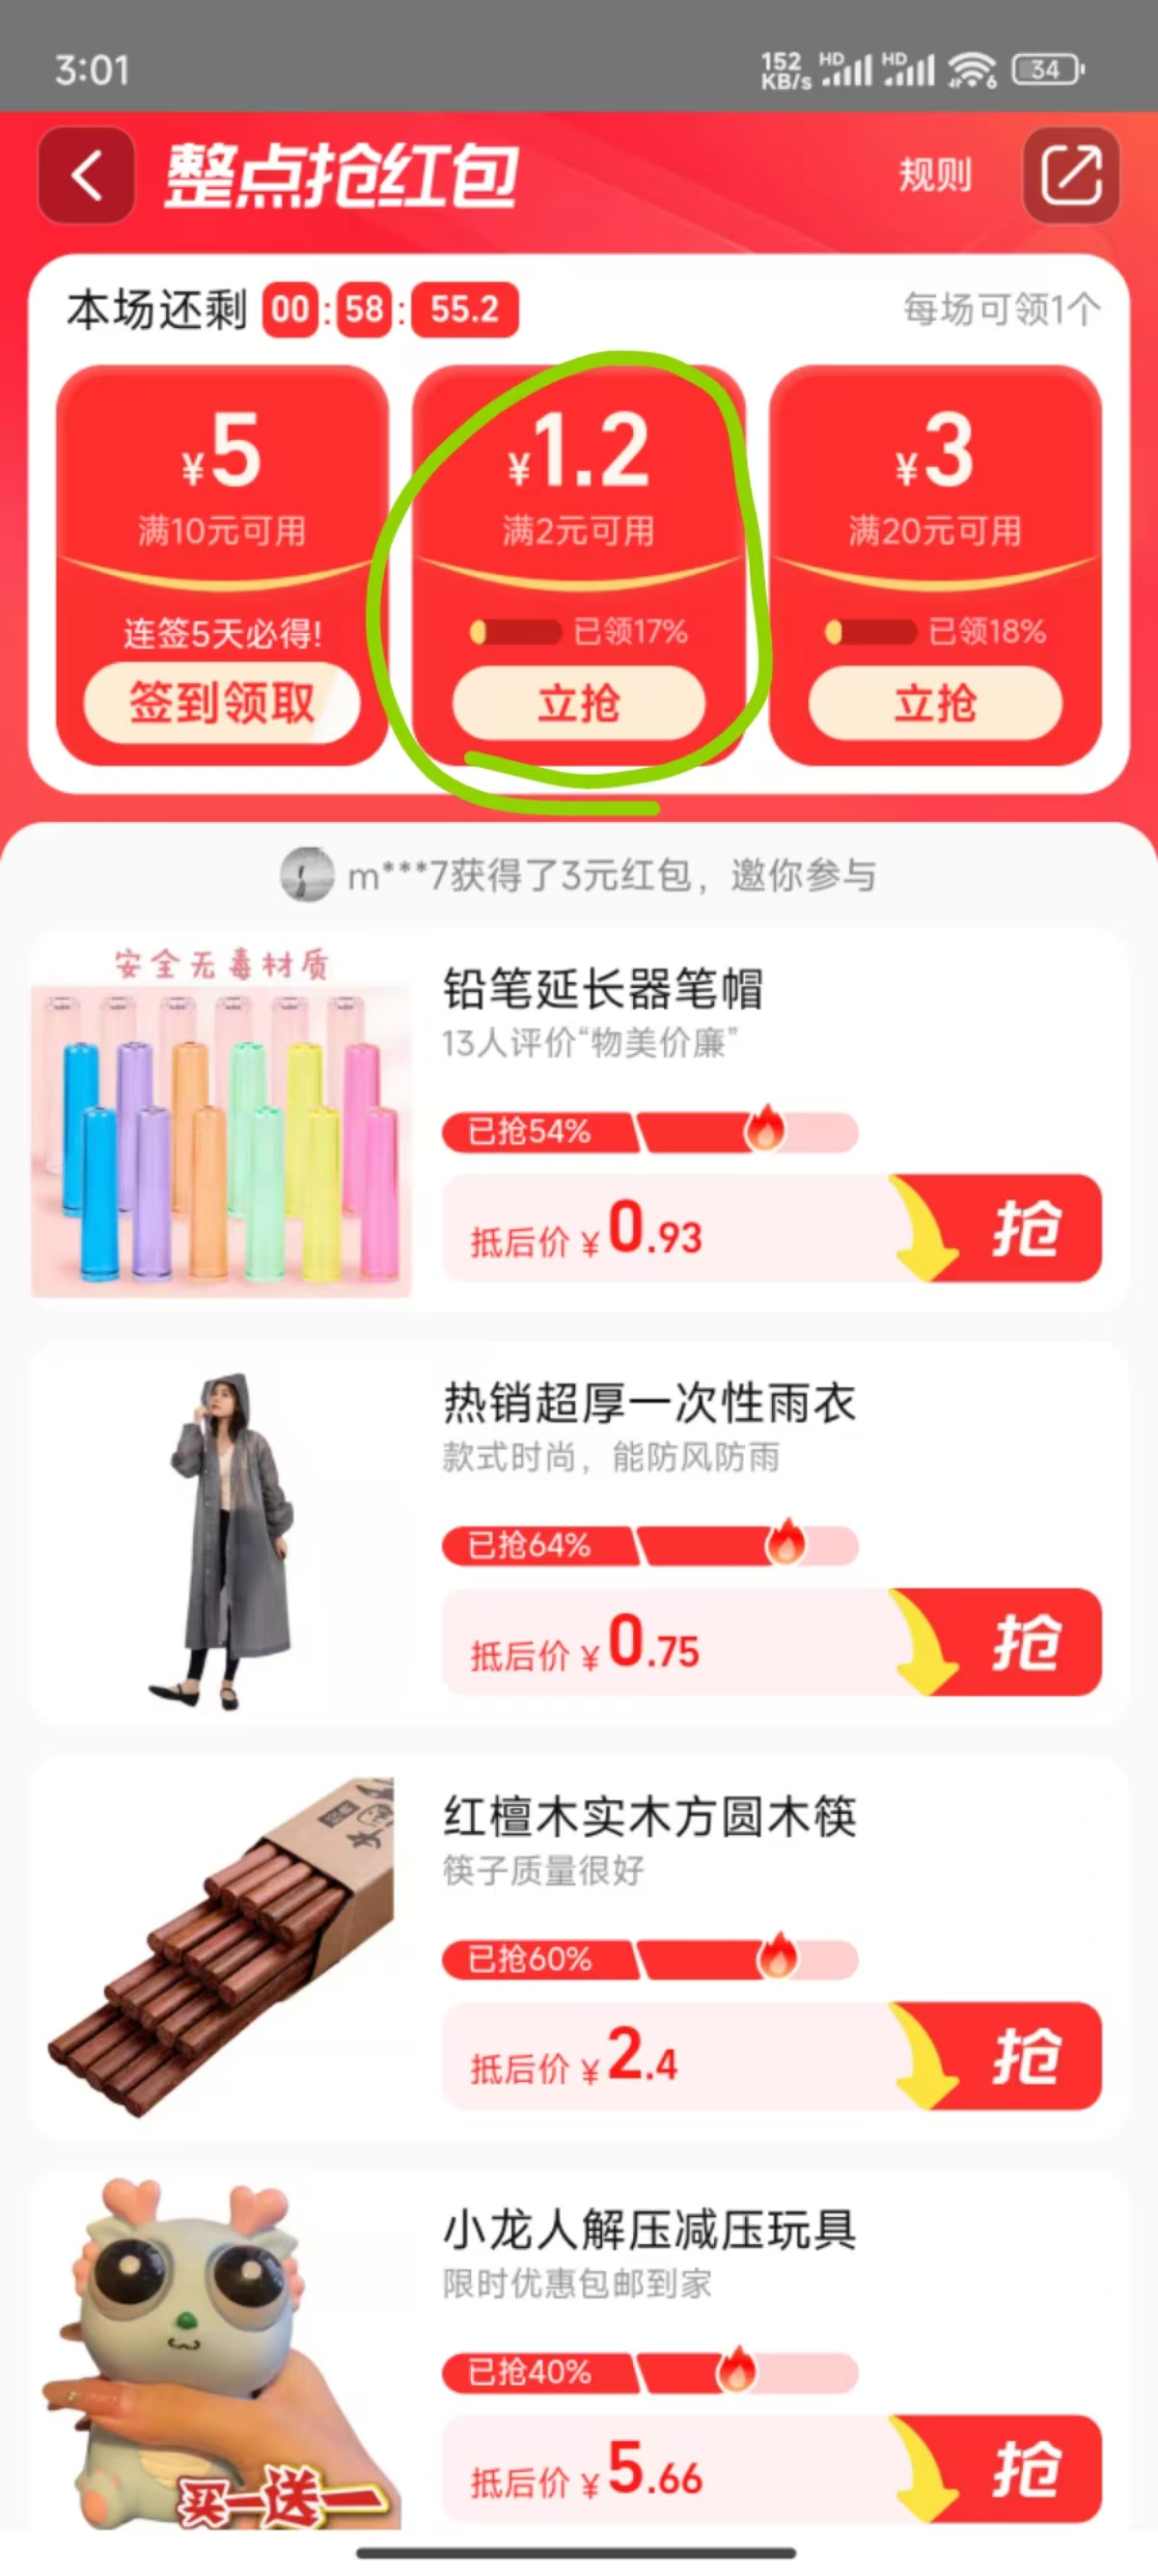 3:01
152 KB/s HD HD 6 34
整点抢红包
规则
本场还剩 00:58:55.2
每场可领1个
¥5
满10元可用
连签5天必得!
签到领取
¥1.2
满2元可用
已领17%
立抢
¥3
满20元可用
已领18%
立抢
m***7获得了3元红包，邀你参与
安全无毒材质
铅笔延长器笔帽
13人评价“物美价廉”
已抢54%
抵后价 ¥0.93
抢
热销超厚一次性雨衣
款式时尚，能防风防雨
已抢64%
抵后价 ¥0.75
抢
红檀木实木方圆木筷
筷子质量很好
已抢60%
抵后价 ¥2.4
抢
小龙人解压减压玩具
限时优惠包邮到家
已抢40%
抵后价 ¥5.66
抢
买一送一